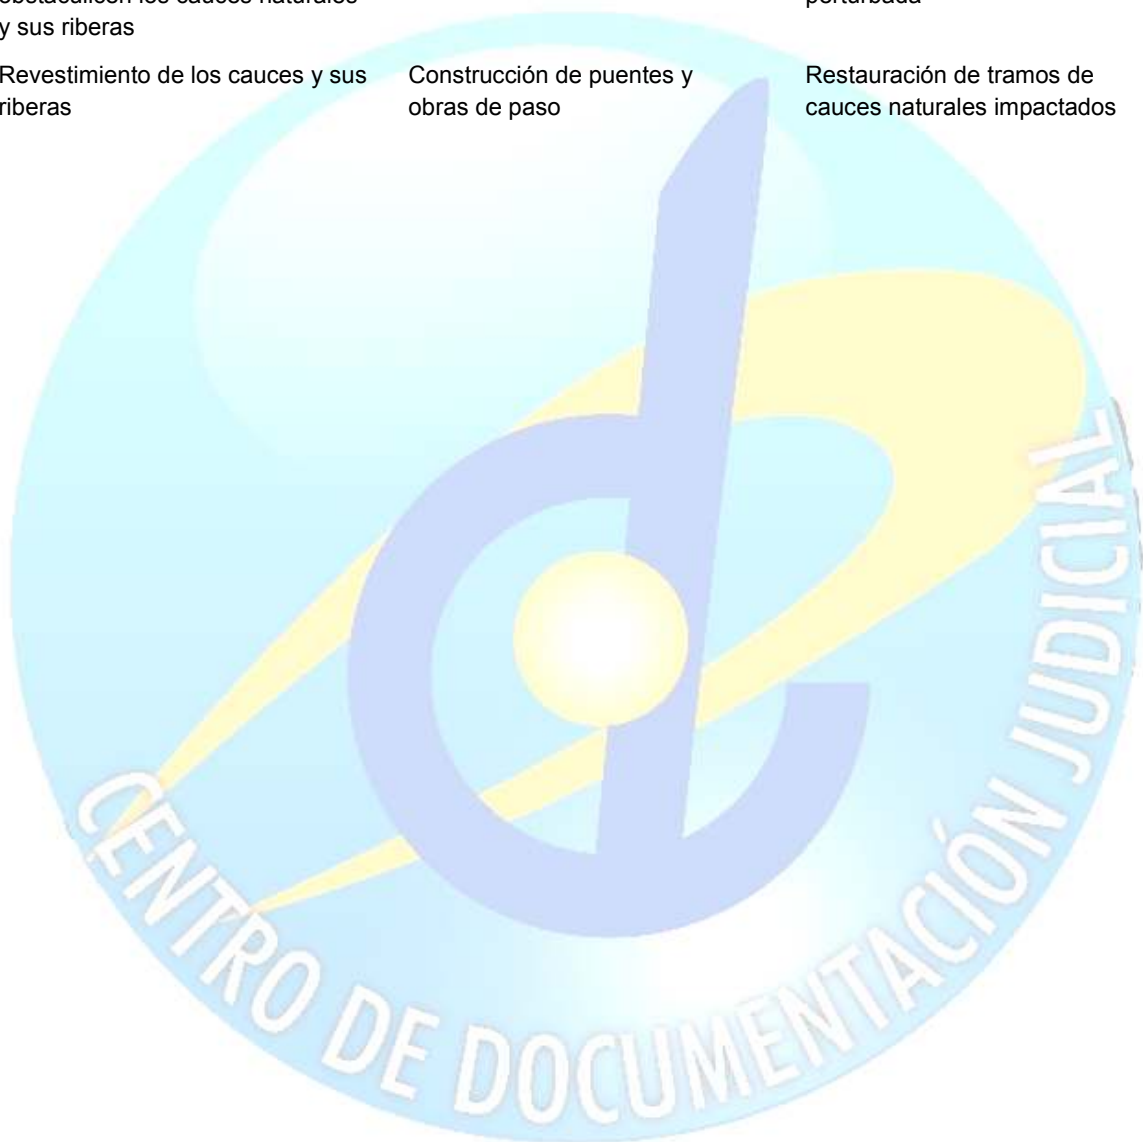 y sus riberas
Revestimiento de los cauces y sus
riberas
Construcción de puentes y
obras de paso
Restauración de tramos de
cauces naturales impactados
CENTRO DE DOCUMENTACIÓN JUDICIAL